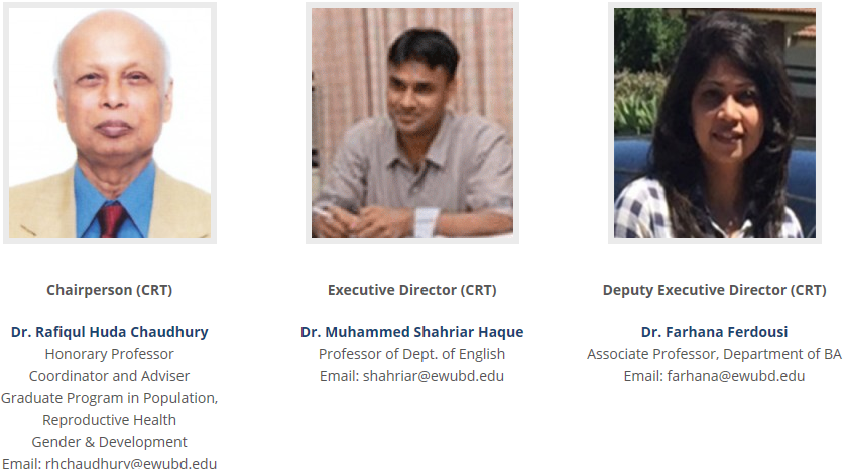 Chairperson (CRT)
Dr. Rafiqul Huda Chaudhury
Honorary Professor
Coordinator and Adviser
Graduate Program in Population,
Reproductive Health
Gender & Development
Email: rhchaudhury@ewubd.edu
Executive Director (CRT)
Dr. Muhammed Shahriar Haque
Professor of Dept. of English
Email: shahriar@ewubd.edu
Deputy Executive Director (CRT)
Dr. Farhana Ferdousi
Associate Professor, Department of BA
Email: farhana@ewubd.edu